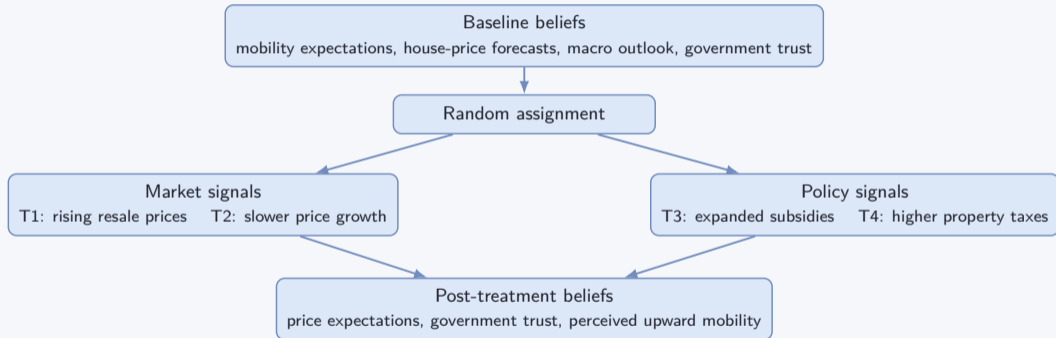 Baseline beliefs
mobility expectations, house-price forecasts, macro outlook, government trust
Random assignment
Market signals
T1: rising resale prices T2: slower price growth
Policy signals
T3: expanded subsidies T4: higher property taxes
Post-treatment beliefs
price expectations, government trust, perceived upward mobility